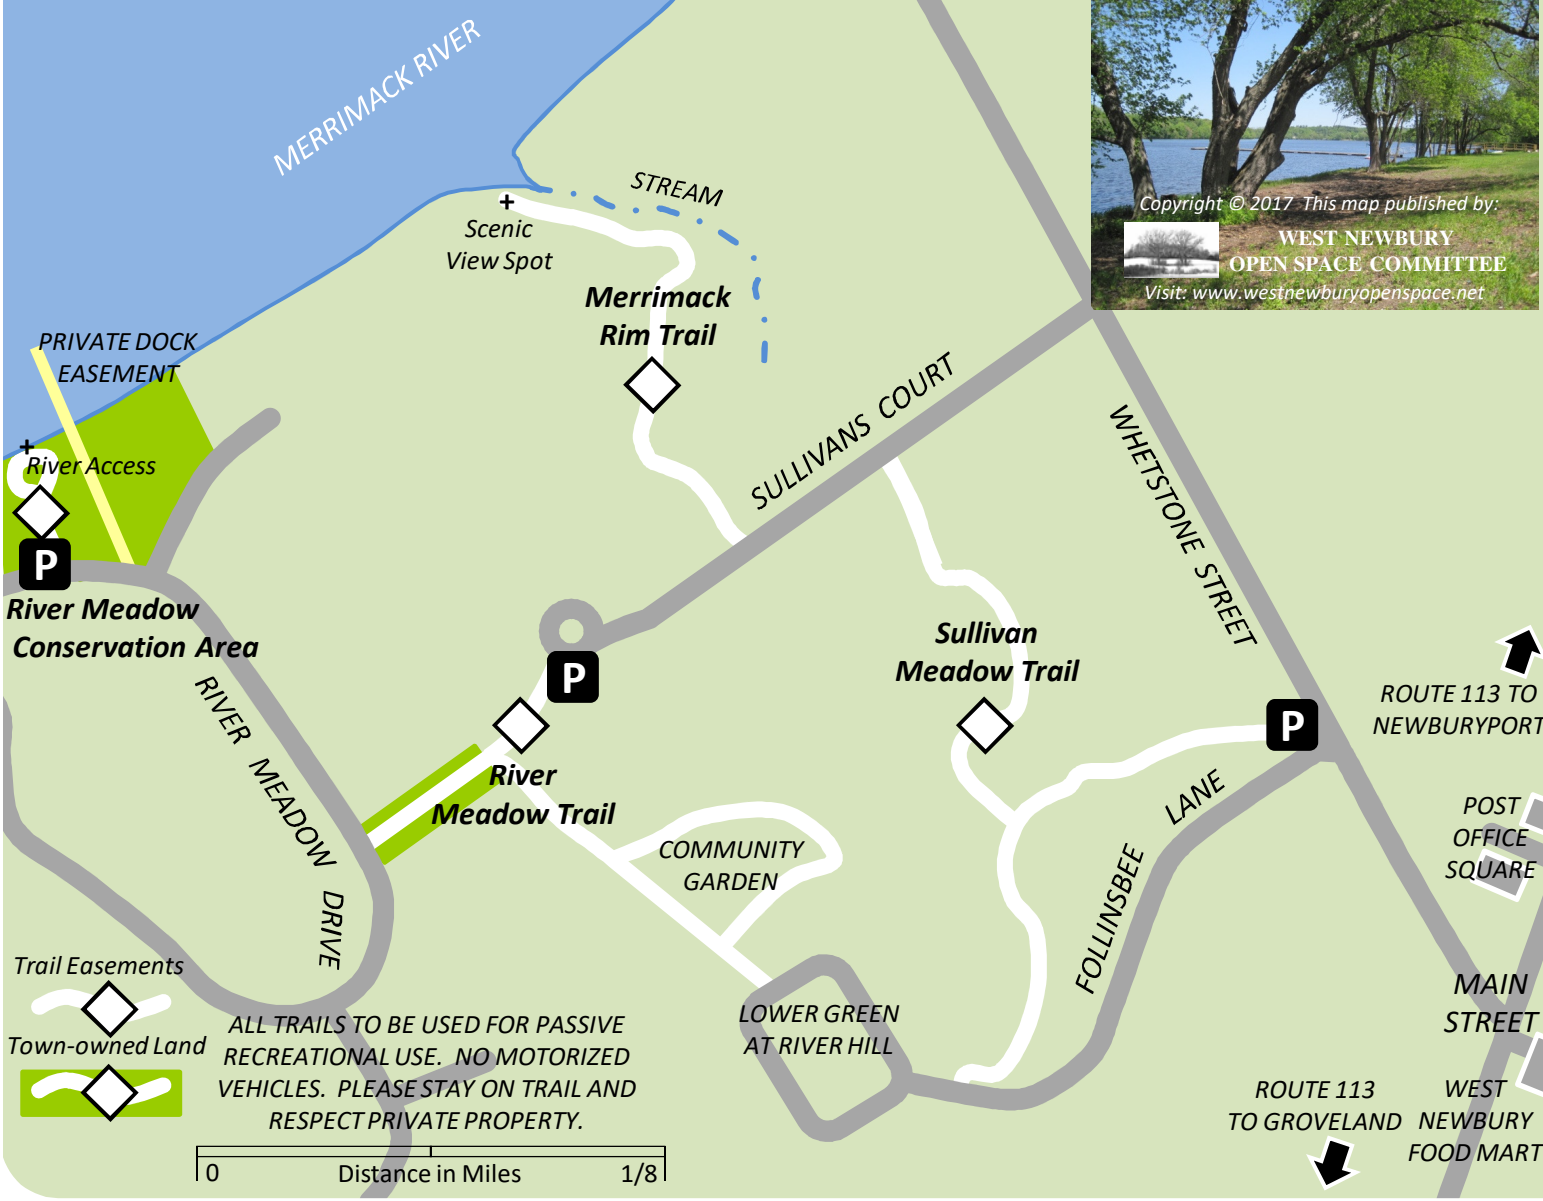 MERRIMACK RIVER
STREAM
+
Scenic
View Spot
Merrimack
Rim Trail
Copyright © 2017 This map published by:
WEST NEWBURY
OPEN SPACE COMMITTEE
Visit: www.westnewburyopenspace.net
PRIVATE DOCK
EASEMENT
+
River Access
P
River Meadow
Conservation Area
SULLIVANS COURT
WHETSTONE STREET
P
Sullivan
Meadow Trail
P
ROUTE 113 TO
NEWBURYPORT
RIVER MEADOW DRIVE
River
Meadow Trail
COMMUNITY
GARDEN
FOLLINSBEE LANE
POST
OFFICE
SQUARE
LOWER GREEN
AT RIVER HILL
MAIN
STREET
Trail Easements
Town-owned Land
ALL TRAILS TO BE USED FOR PASSIVE
RECREATIONAL USE. NO MOTORIZED
VEHICLES. PLEASE STAY ON TRAIL AND
RESPECT PRIVATE PROPERTY.
0 Distance in Miles 1/8
ROUTE 113
TO GROVELAND
WEST
NEWBURY
FOOD MART